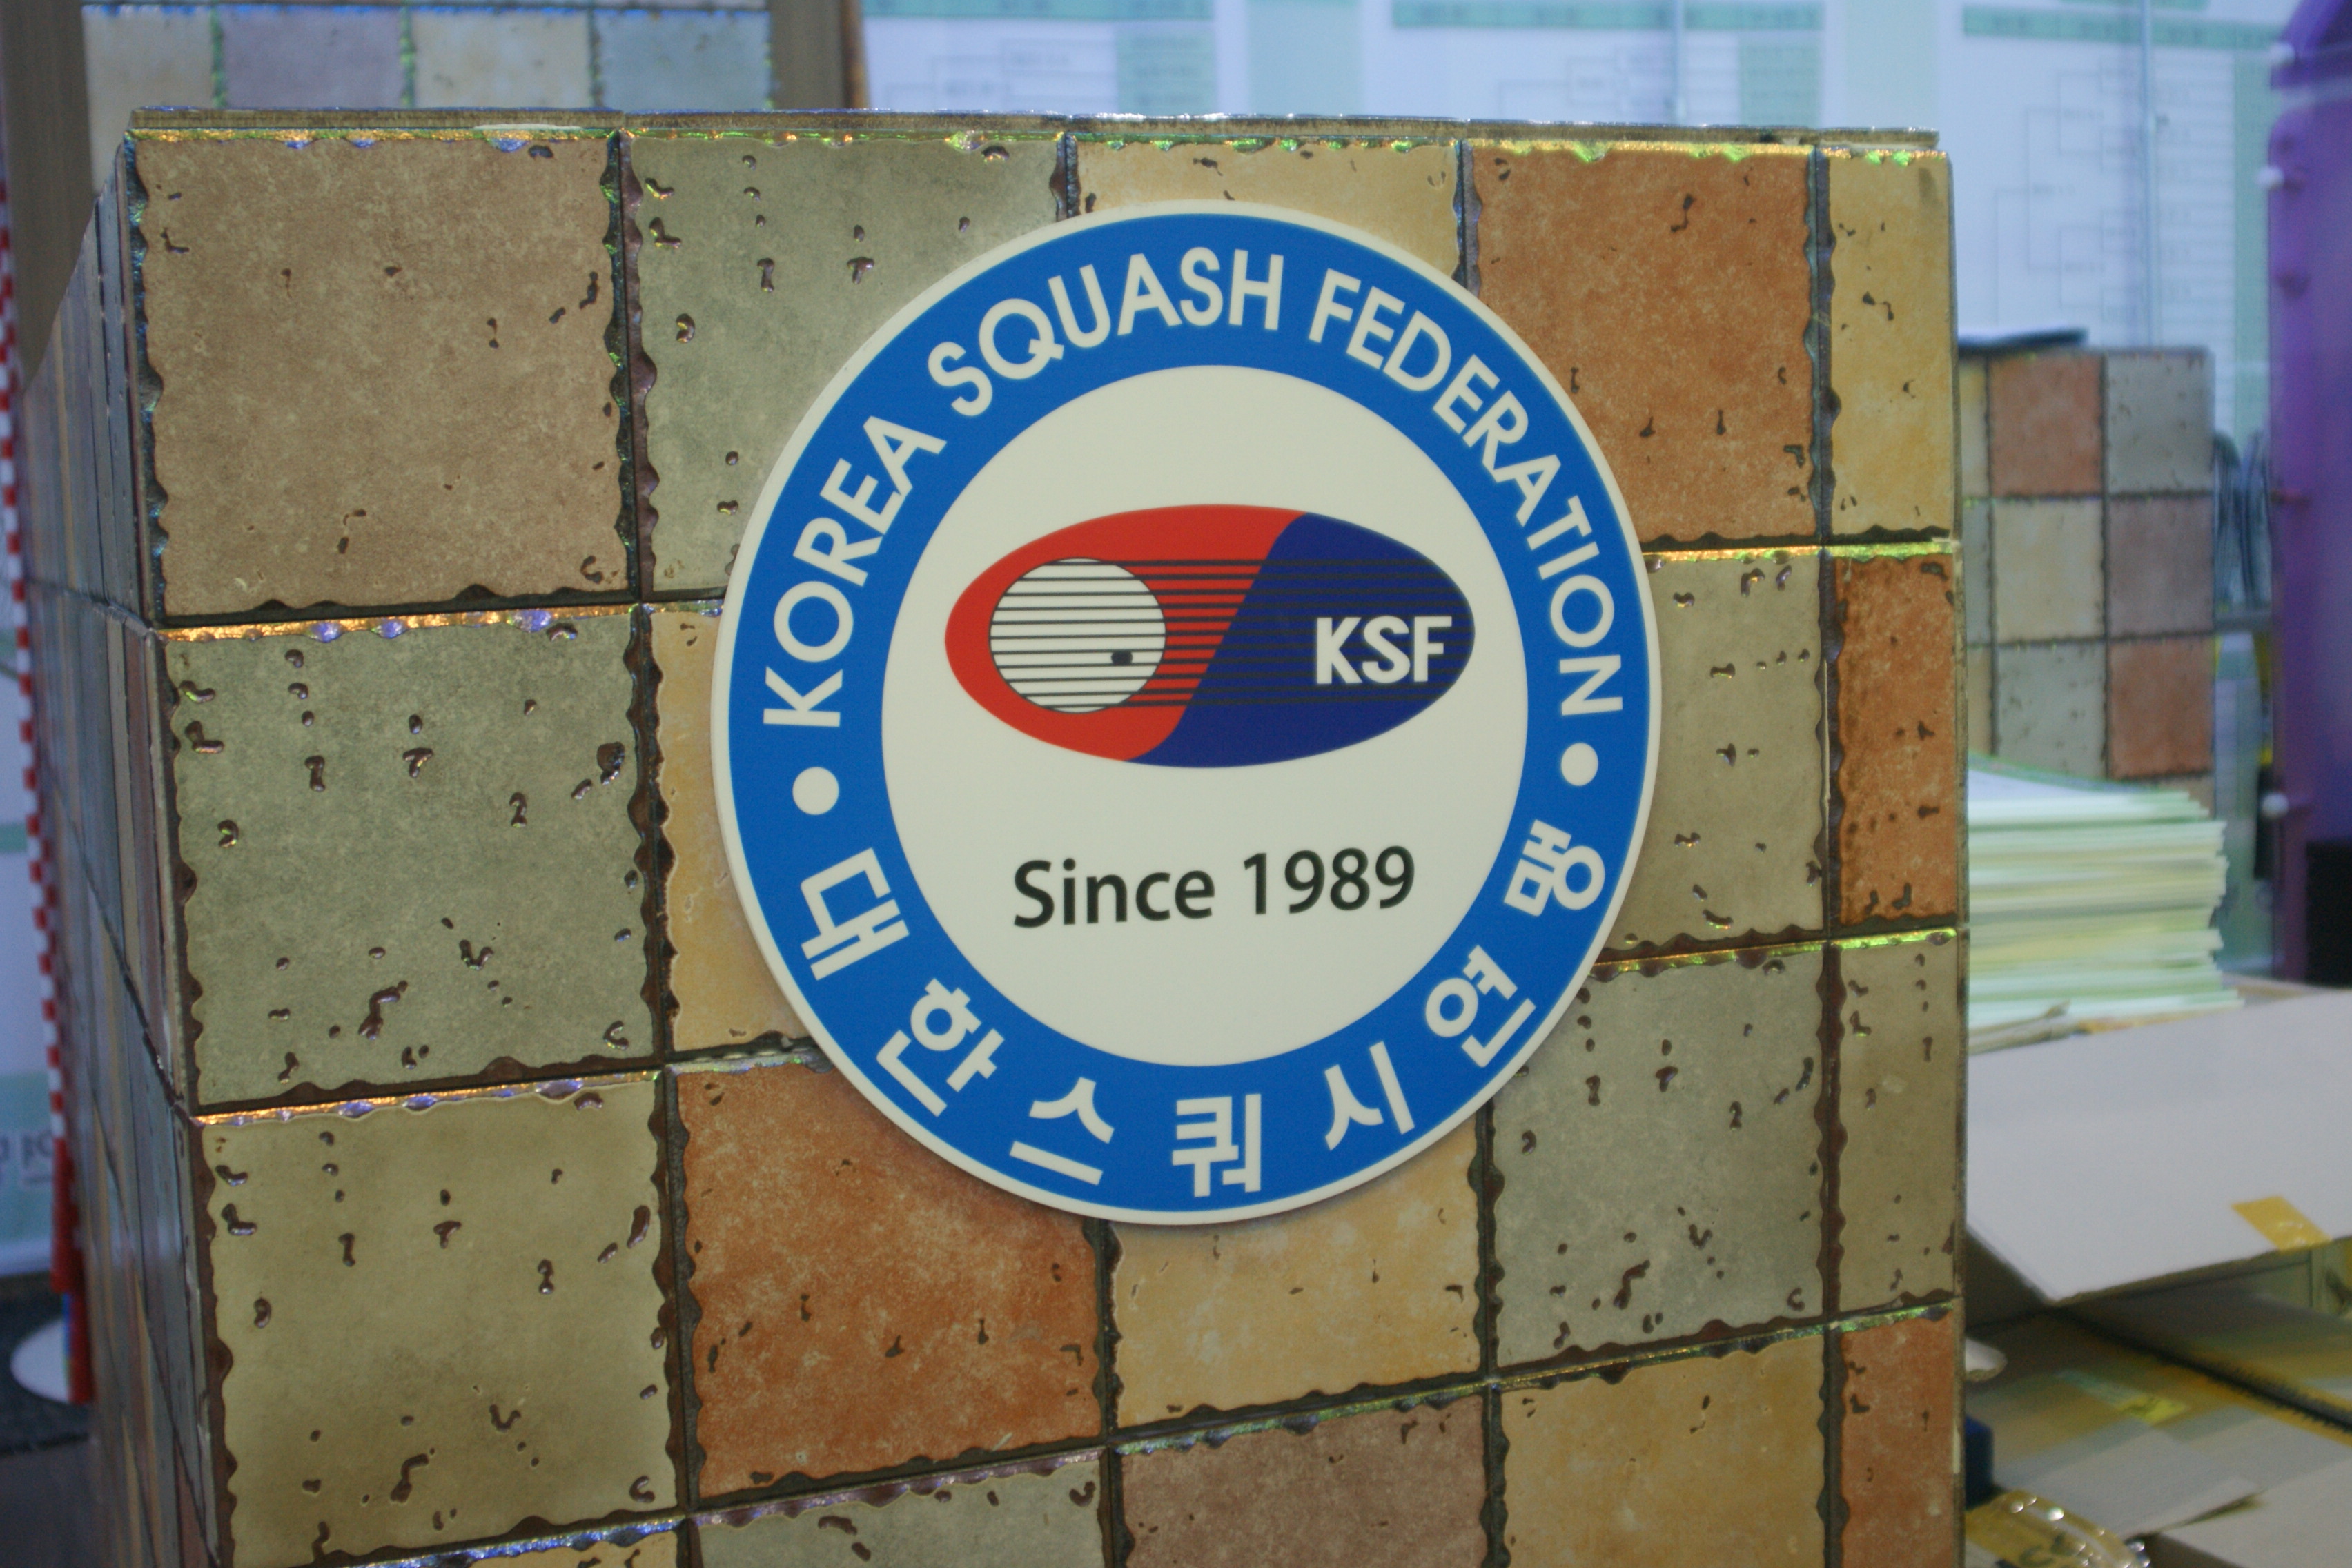 KOREA SQUASH FEDERATION
KSF
Since 1989
대한스쿼시연맹